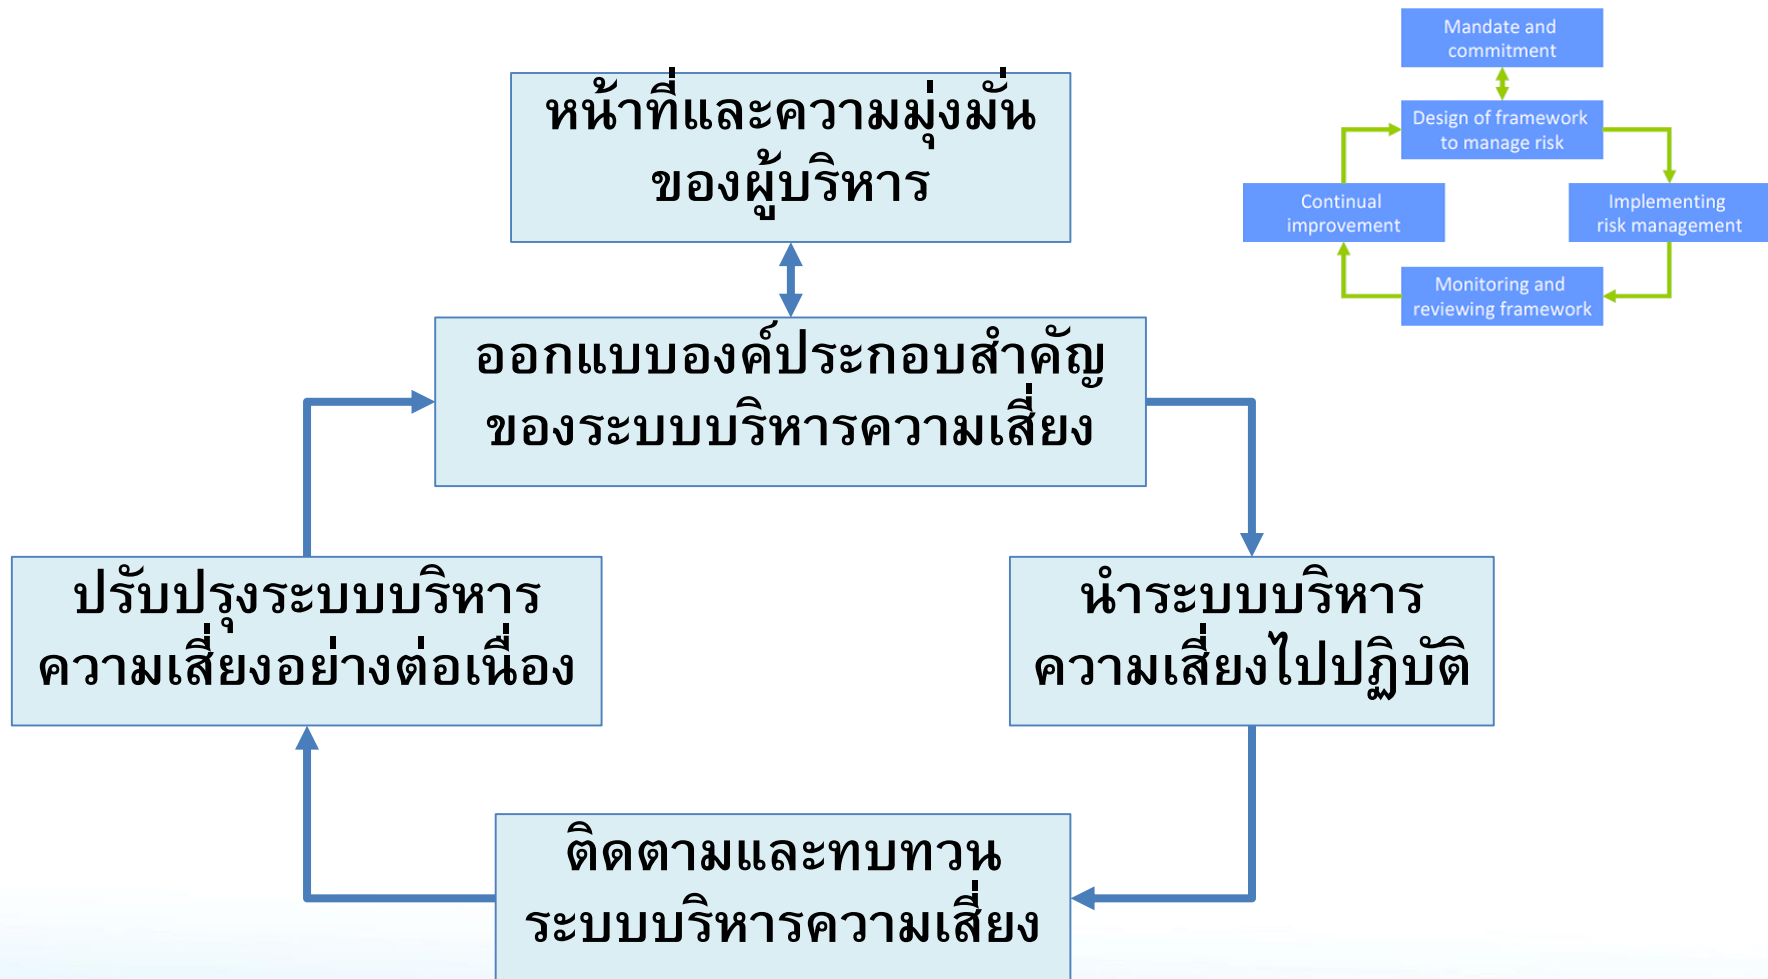 หน้าที่และความมุ่งมั่น
ของผู้บริหาร
ออกแบบองค์ประกอบสำคัญ
ของระบบบริหารความเสี่ยง
ปรับปรุงระบบบริหาร
ความเสี่ยงอย่างต่อเนื่อง
นำระบบบริหาร
ความเสี่ยงไปปฏิบัติ
ติดตามและทบทวน
ระบบบริหารความเสี่ยง
Mandate and
commitment
Design of framework
to manage risk
Continual
improvement
Implementing
risk management
Monitoring and
reviewing framework